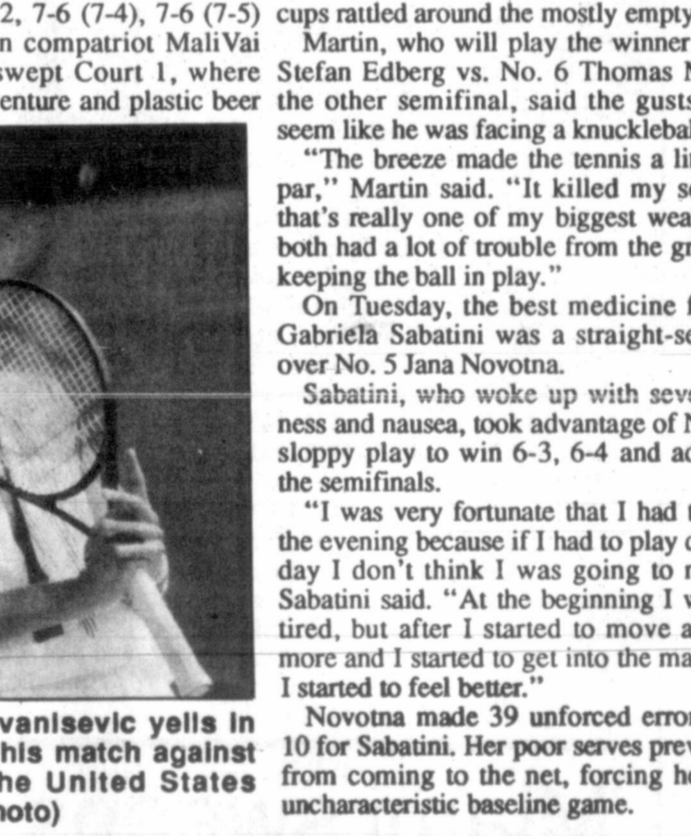 2, 7-6 (7-4), 7-6 (7-5)
n compatriot MaliVai
swept Court 1, where
enture and plastic beer
vanisevic yells in
his match against
he United States
hoto)
cups rattled around the mostly empty
Martin, who will play the winner
Stefan Edberg vs. No. 6 Thomas
the other semifinal, said the gusts
seem like he was facing a knucklebal
"The breeze made the tennis a lit
par," Martin said. "It killed my se
that's really one of my biggest wea
both had a lot of trouble from the gr
keeping the ball in play."
On Tuesday, the best medicine f
Gabriela Sabatini was a straight-se
over No. 5 Jana Novotna.
Sabatini, who woke up with seve
ness and nausea, took advantage of N
sloppy play to win 6-3, 6-4 and ad
the semifinals.
"I was very fortunate that I had t
the evening because if I had to play
day I don't think I was going to
Sabatini said. "At the beginning I
tired, but after I started to move a
more and I started to get into the ma
I started to feel better."
Novotna made 39 unforced error
10 for Sabatini. Her poor serves prev
from coming to the net, forcing he
uncharacteristic baseline game.